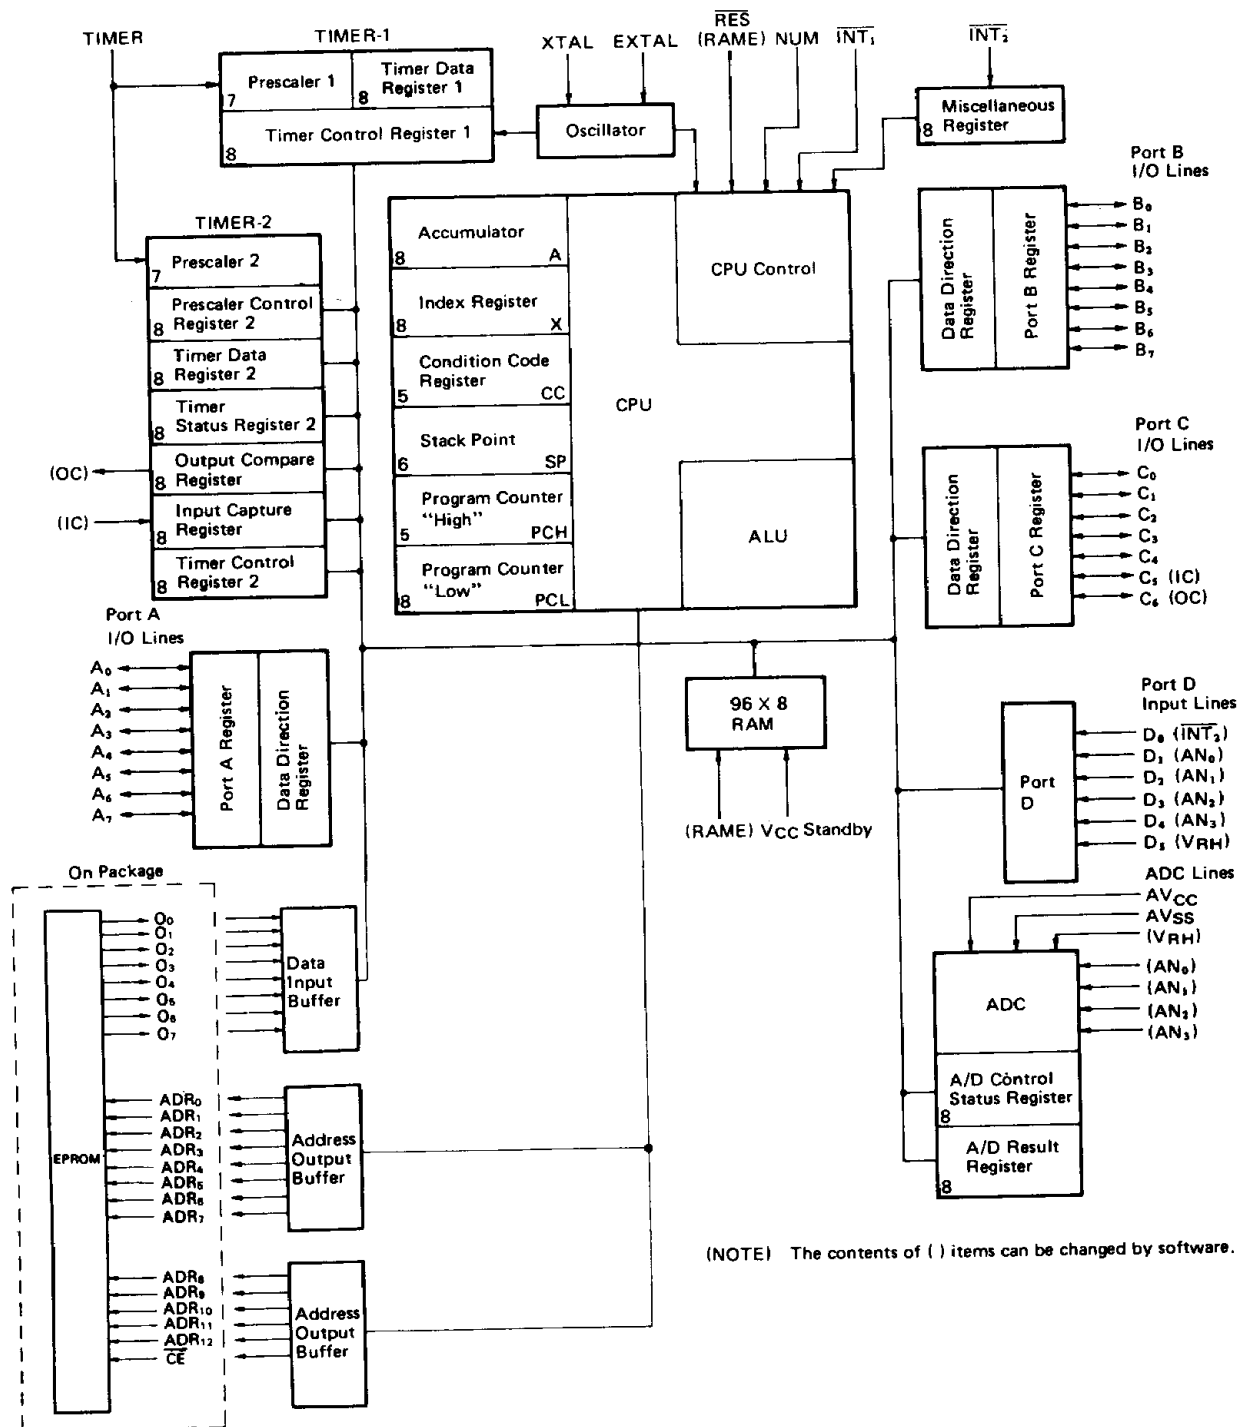 TIMER
TIMER-1
Prescaler 1
7
Timer Data
Register 1
8
Timer Control Register 1
8
XTAL
EXTAL
Oscillator
RES
(RAME)
NUM
INT₁
INT₂
Miscellaneous
Register
8
TIMER-2
Prescaler 2
7
Prescaler Control
Register 2
8
Timer Data
Register 2
8
Timer
Status Register 2
8
Output Compare
Register
8
Input Capture
Register
8
Timer Control
Register 2
8
(OC)
(IC)
Accumulator
8
A
Index Register
8
X
Condition Code
Register
5
CC
Stack Point
6
SP
Program Counter
"High"
5
PCH
Program Counter
"Low"
8
PCL
CPU
CPU Control
ALU
Port B
I/O Lines
Data Direction
Register
Port B Register
B₀
B₁
B₂
B₃
B₄
B₅
B₆
B₇
Port C
I/O Lines
Data Direction
Register
Port C Register
C₀
C₁
C₂
C₃
C₄
C₅ (IC)
C₆ (OC)
Port A
I/O Lines
A₀
A₁
A₂
A₃
A₄
A₅
A₆
A₇
Port A Register
Data Direction
Register
96 X 8
RAM
(RAME)
VCC Standby
Port D
Input Lines
Port
D
D₀ (INT₂)
D₁ (AN₀)
D₂ (AN₁)
D₃ (AN₂)
D₄ (AN₃)
D₅ (VRH)
ADC Lines
AVCC
AVSS
(VRH)
(AN₀)
(AN₁)
(AN₂)
(AN₃)
ADC
A/D Control
Status Register
8
A/D Result
Register
8
On Package
EPROM
O₀
O₁
O₂
O₃
O₄
O₅
O₆
O₇
Data
Input
Buffer
ADR₀
ADR₁
ADR₂
ADR₃
ADR₄
ADR₅
ADR₆
ADR₇
Address
Output
Buffer
ADR₈
ADR₉
ADR₁₀
ADR₁₁
ADR₁₂
CE
Address
Output
Buffer
(NOTE) The contents of ( ) items can be changed by software.